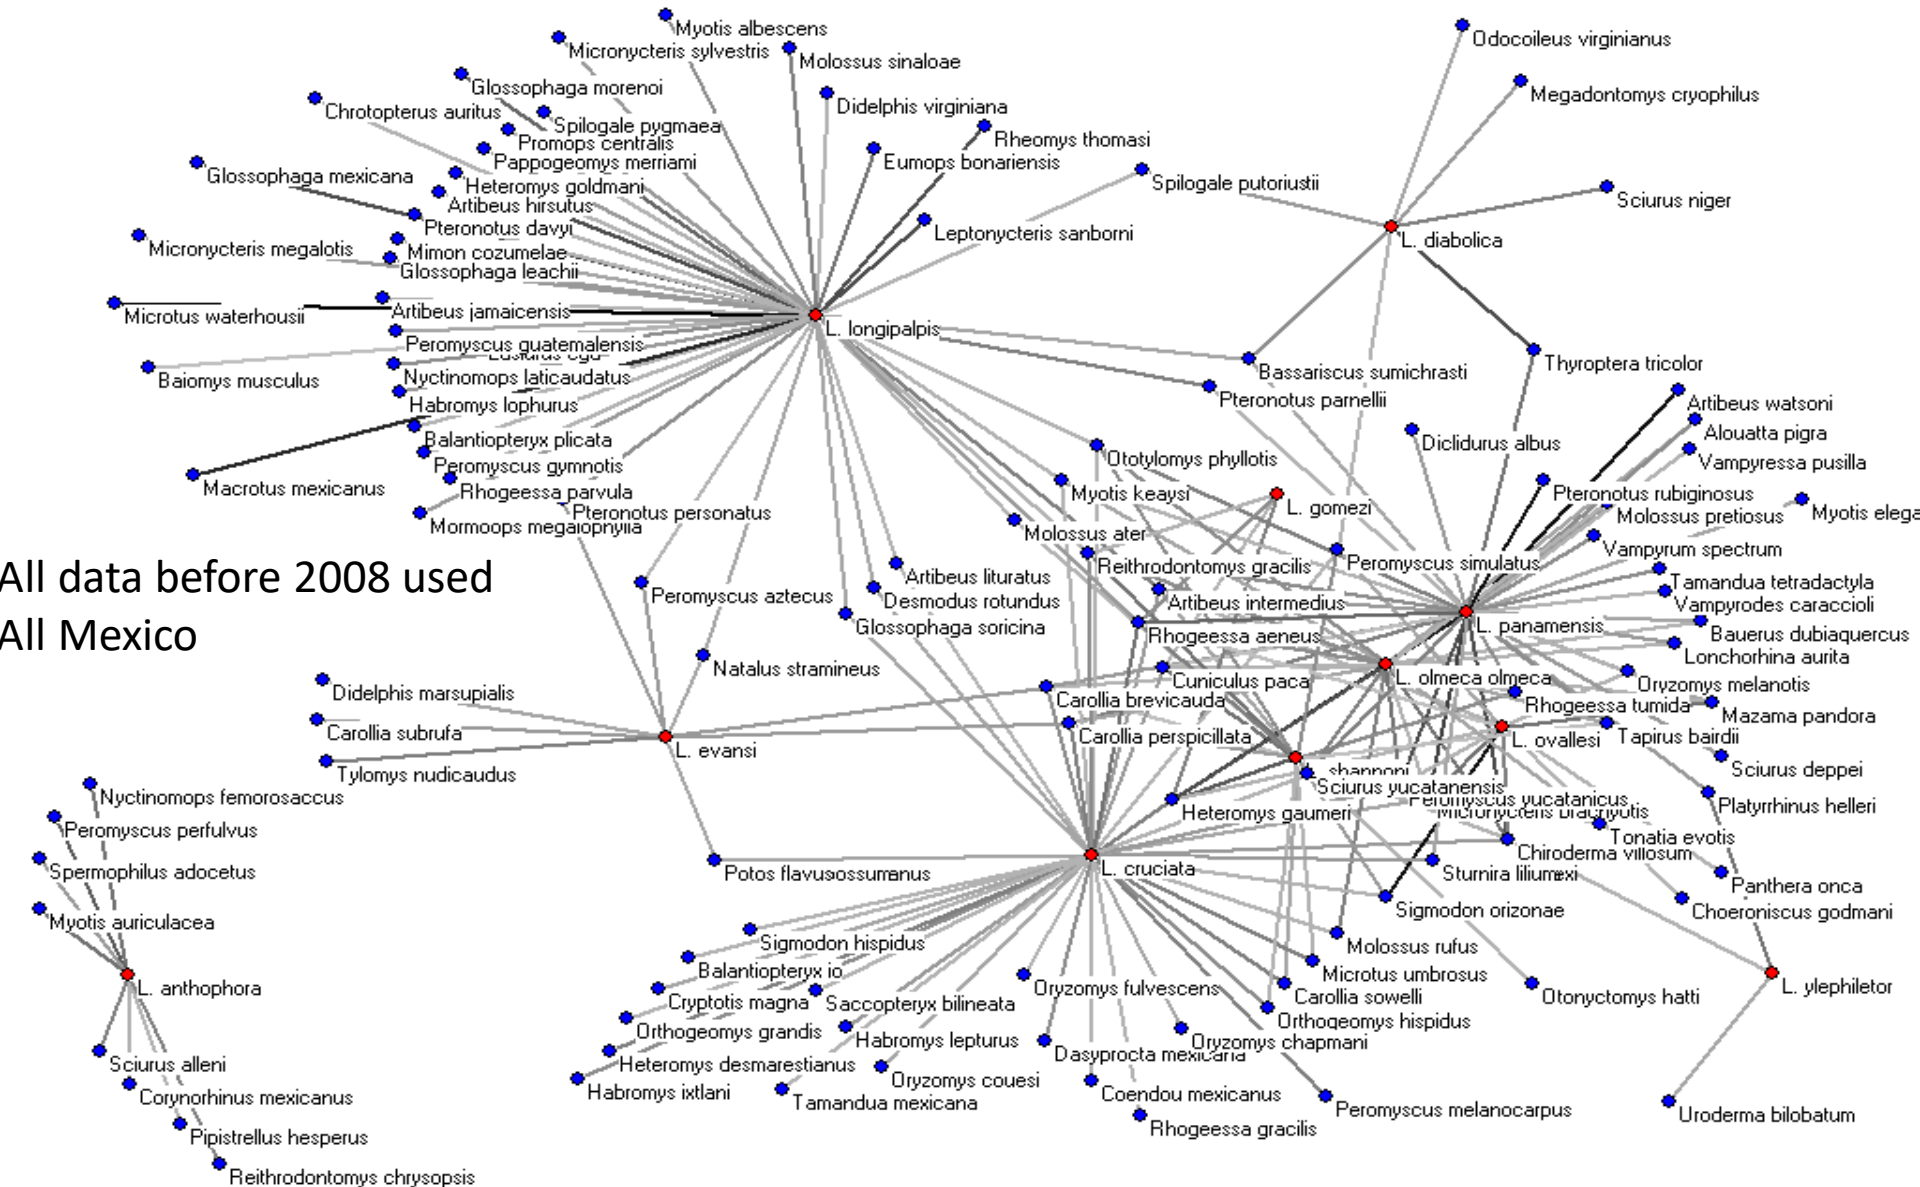 Myotis albescens
Micronycteris sylvestris
Odocoileus virginianus
Molossus sinaloae
Glossophaga morenoi
Megadontomys cryophilus
Didelphis virginiana
Chrotopterus auritus
Spilogale pygmaea
Rheomys thomasi
Promops centralis
Pappogeomys merriami
Eumops bonariensis
Glossophaga mexicana
Spilogale putoriustii
Heteromys goldmani
Sciurus niger
Artibeus hirsutus
Pteronotus davyi
Leptonycteris sanborni
L. diabolica
Micronycteris megalotis
Mimon cozumelae
Glossophaga leachii
Artibeus jamaicensis
Microtus waterhousii
L. longipalpis
Peromyscus guatemalensis
Thyroptera tricolor
Bassariscus sumichrasti
Nyctinomops laticaudatus
Baiomys musculus
Pteronotus parnellii
Artibeus watsoni
Habromys lophurus
Alouatta pigra
Balantiopteryx plicata
Diclidurus albus
Ototylomys phyllotis
Vampyressa pusilla
Peromyscus gymnotis
Macrotus mexicanus
Rhogeessa parvula
Myotis keaysi
Pteronotus rubiginosus
L. gomezi
Pteronotus personatus
Molossus pretiosus
Myotis elega
Mormoops megalophylla
Molossus ater
Vampyrum spectrum
Peromyscus simulatus
Reithrodontomys gracilis
All data before 2008 used
Artibeus lituratus
Tamandua tetradactyla
Peromyscus aztecus
Desmodus rotundus
Artibeus intermedius
Vampyrodes caraccioli
Glossophaga soricina
L. panamensis
All Mexico
Rhogeessa aeneus
Bauerus dubiaquercus
Lonchorhina aurita
Natalus stramineus
Cuniculus paca
L. olmeca olmeca
Oryzomys melanotis
Didelphis marsupialis
Carollia brevicauda
Rhogeessa tumida
Mazama pandora
Carollia subrufa
Carollia perspicillata
L. ovallesi
Tapirus bairdii
L. evansi
Sciurus deppei
Tylomys nudicaudus
shannoni
Sciurus yucatanensis
Nyctinomops femorosaccus
Peromyscus yucatanicus
Platyrrhinus helleri
Heteromys gaumeri
Micronycteris brachyotis
Peromyscus perfulvus
Tonatia evotis
Chiroderma villosum
Spermophilus adocetus
Potos flavusossumanus
L. cruciata
Sturnira lilium
Panthera onca
Sigmodon orizonae
Choeroniscus godmani
Myotis auriculacea
Sigmodon hispidus
Molossus rufus
Balantiopteryx io
Microtus umbrosus
L. anthophora
Oryzomys fulvescens
L. ylephiletor
Cryptotis magna
Saccopteryx bilineata
Carollia sowelli
Otonyctomys hatti
Orthogeomys grandis
Orthogeomys hispidus
Habromys lepturus
Oryzomys chapmani
Dasyprocta mexicana
Sciurus alleni
Heteromys desmarestianus
Oryzomys couesi
Habromys ixtlani
Coendou mexicanus
Corynorhinus mexicanus
Tamandua mexicana
Peromyscus melanocarpus
Uroderma bilobatum
Rhogeessa gracilis
Pipistrellus hesperus
Reithrodontomys chrysopsis